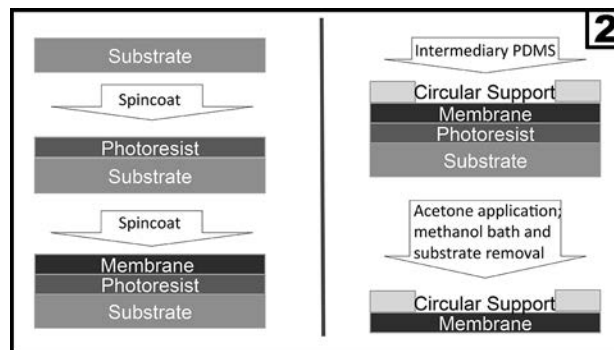 2
Substrate
Spincoat
Photoresist
Substrate
Spincoat
Membrane
Photoresist
Substrate
Intermediary PDMS
Circular Support
Membrane
Photoresist
Substrate
Acetone application;
methanol bath and
substrate removal
Circular Support
Membrane